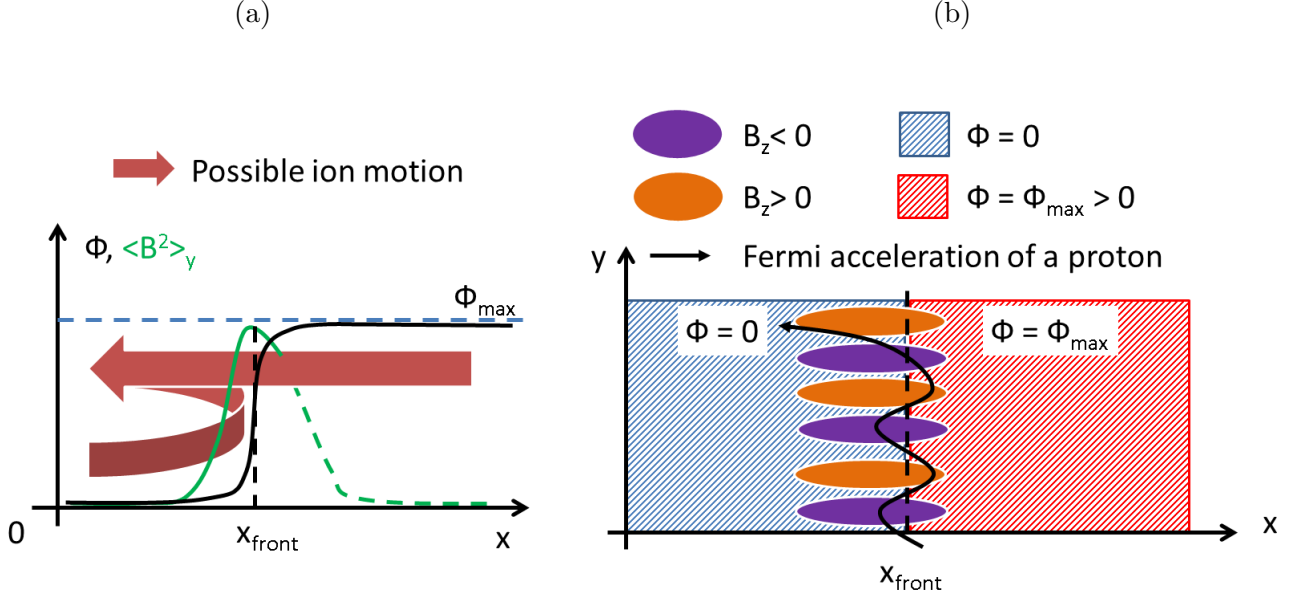 (a)
Possible ion motion
Φ, <B²>y
Φmax
0
xfront
x
(b)
Bz< 0
Φ = 0
Bz> 0
Φ = Φmax > 0
y
Fermi acceleration of a proton
Φ = 0
Φ = Φmax
x
xfront